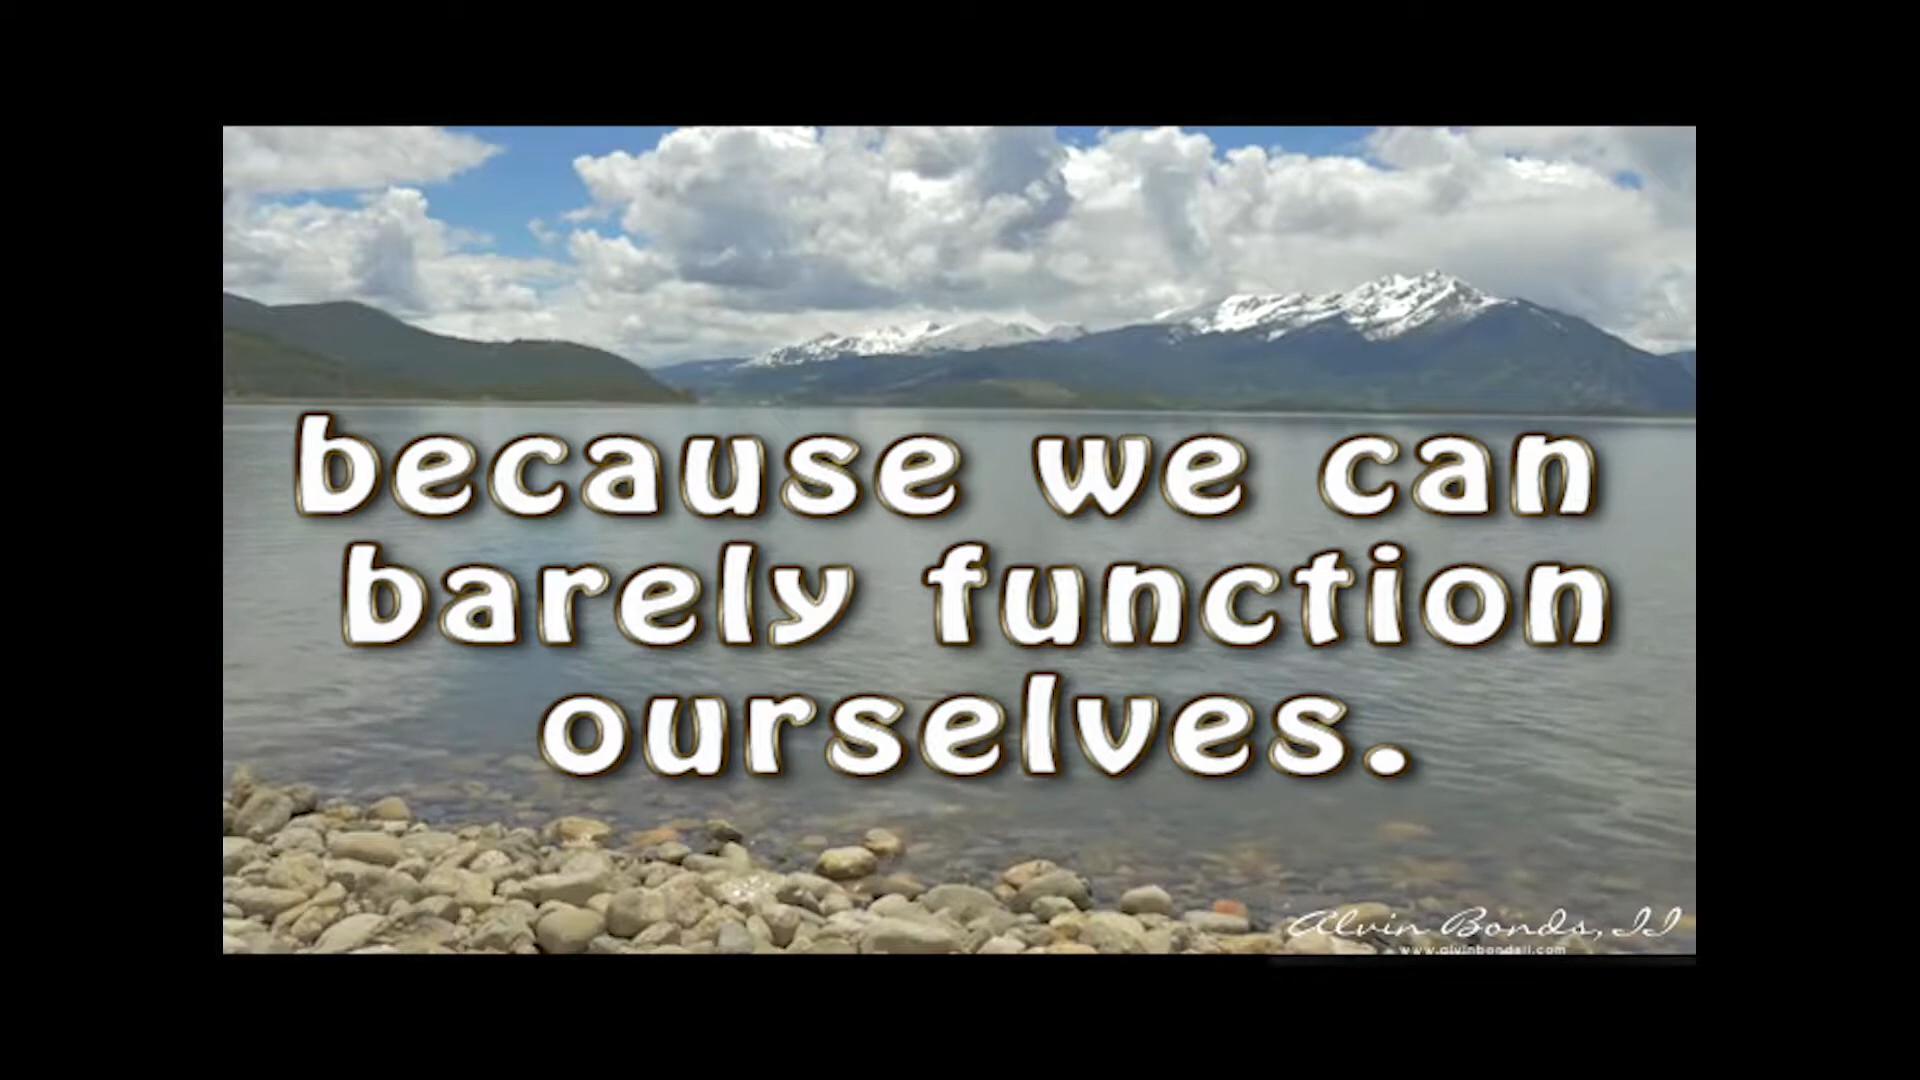 because we can
barely function
ourselves.
Alvin Bonds, II
www.alvinbondsii.com